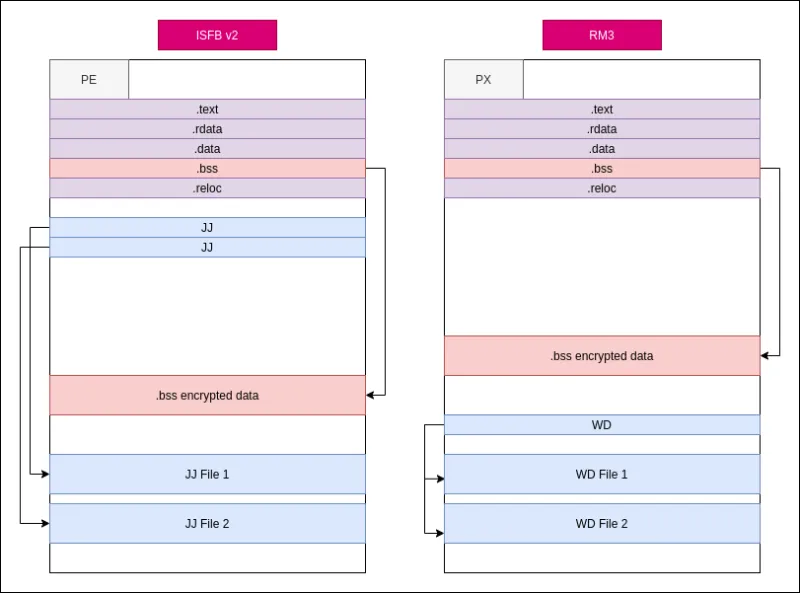 ISFB v2
PE
.text
.rdata
.data
.bss
.reloc
JJ
JJ
.bss encrypted data
JJ File 1
JJ File 2
RM3
PX
.text
.rdata
.data
.bss
.reloc
.bss encrypted data
WD
WD File 1
WD File 2